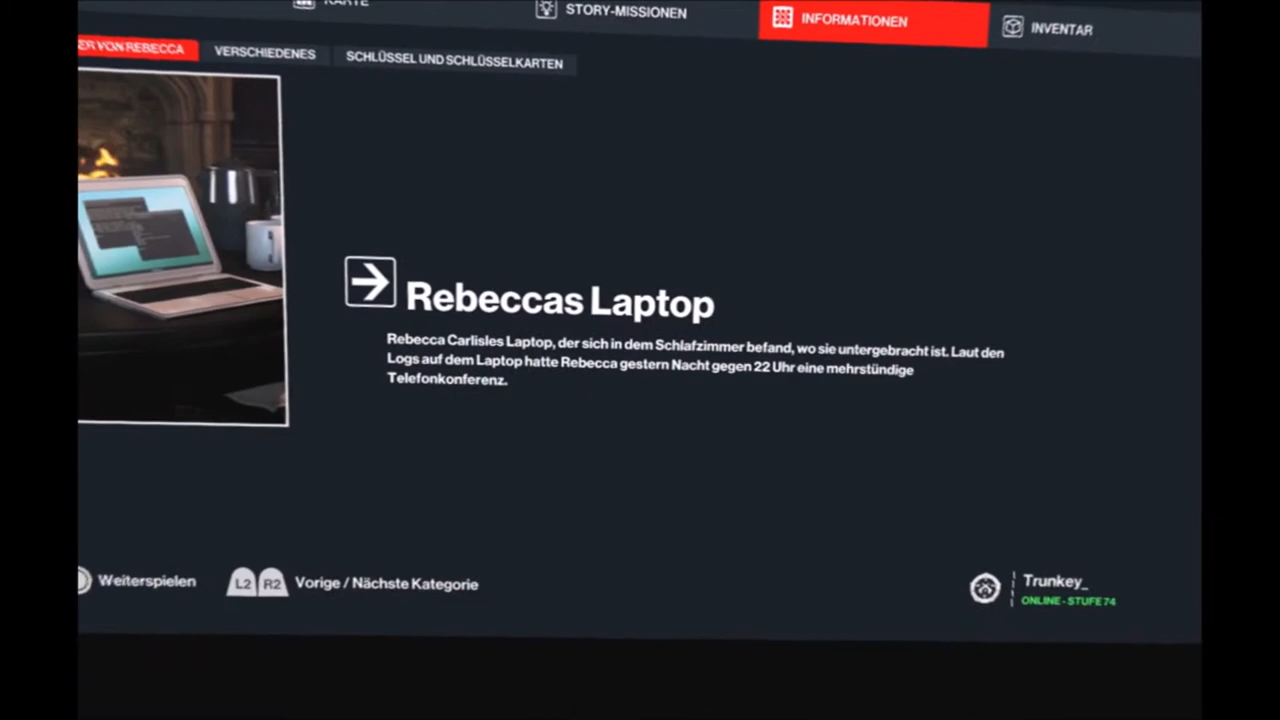 KARTE
STORY-MISSIONEN
INFORMATIONEN
INVENTAR
VON REBECCA
VERSCHIEDENES
SCHLÜSSEL UND SCHLÜSSELKARTEN
Rebeccas Laptop
Rebecca Carlisles Laptop, der sich in dem Schlafzimmer befand, wo sie untergebracht ist. Laut den
Logs auf dem Laptop hatte Rebecca gestern Nacht gegen 22 Uhr eine mehrstündige
Telefonkonferenz.
Weiterspielen
L2 R2 Vorige / Nächste Kategorie
Trunkey_
ONLINE - STUFE 74